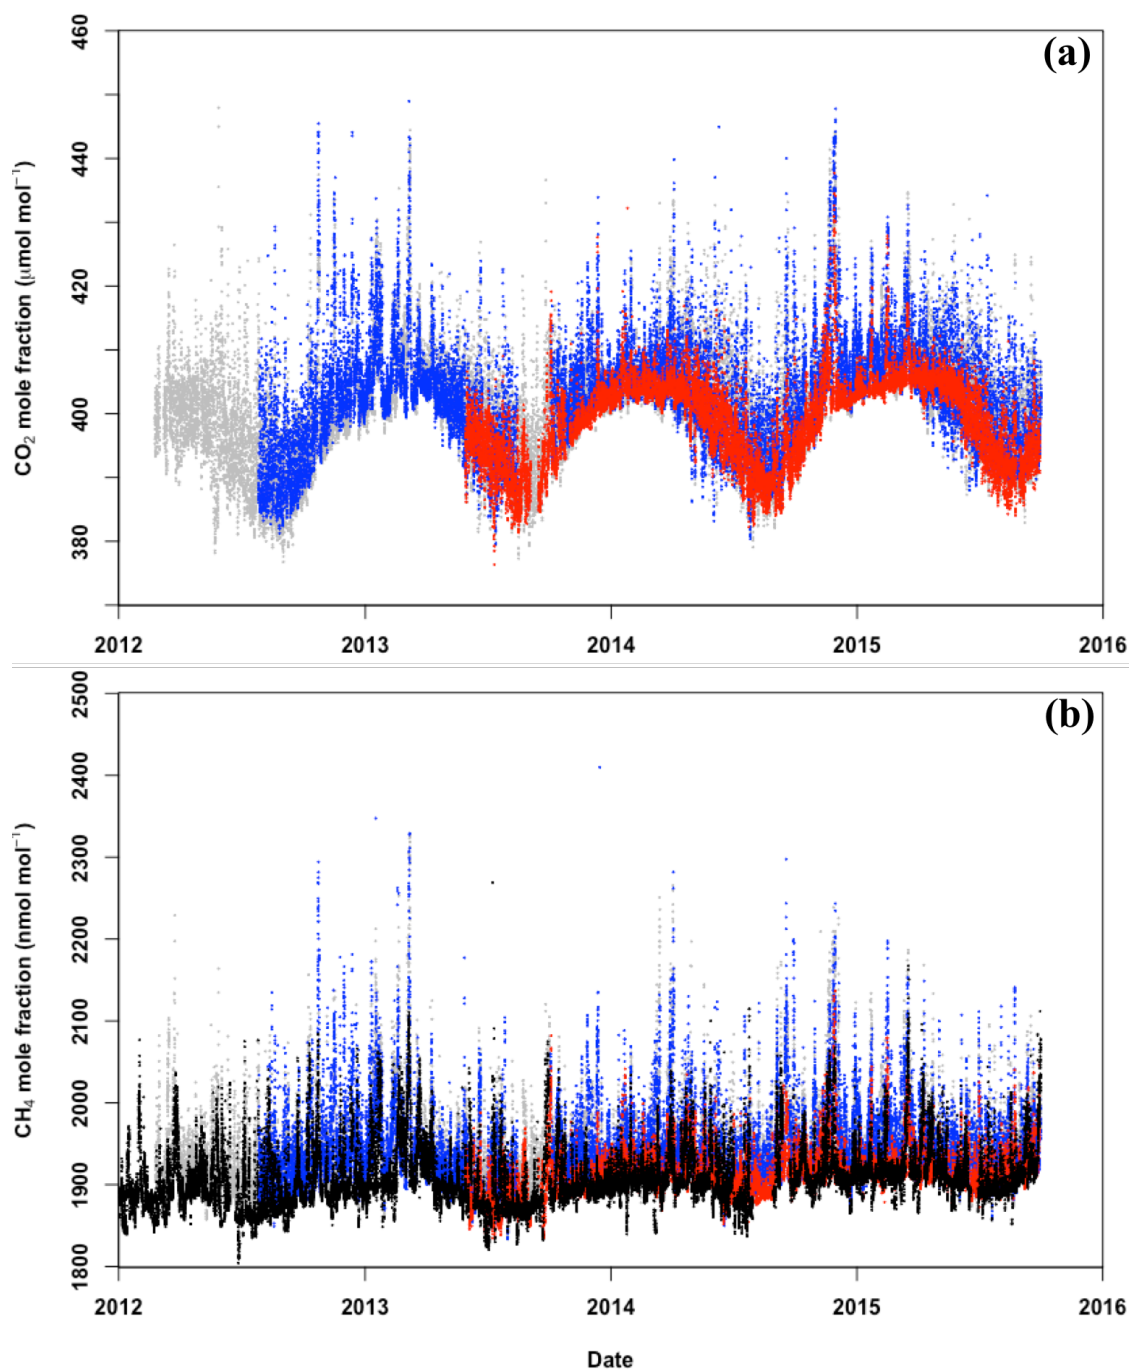 (a)
CO₂ mole fraction (μmol mol⁻¹)
460
440
420
400
380
2012 2013 2014 2015 2016
(b)
CH₄ mole fraction (nmol mol⁻¹)
2500
2400
2300
2200
2100
2000
1900
1800
2012 2013 2014 2015 2016
Date